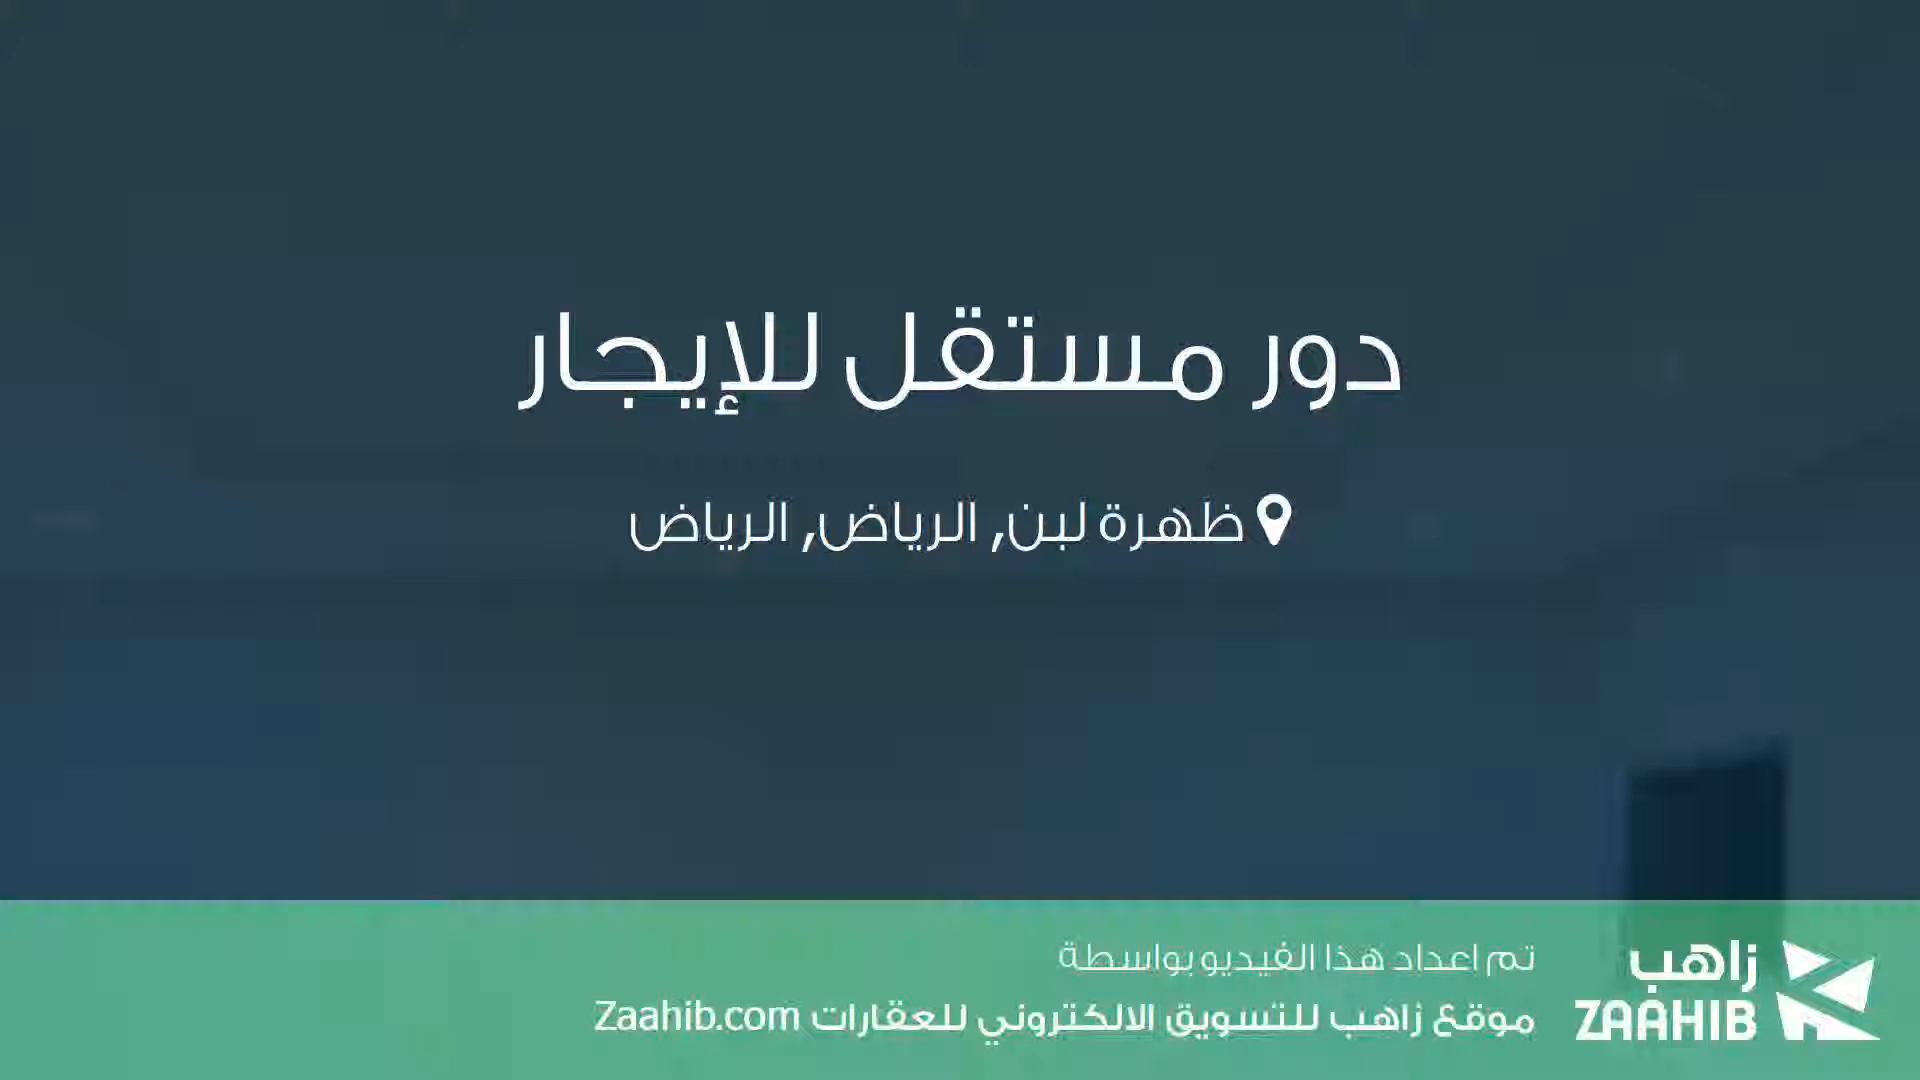 دور مستقل للإيجار
ظهرة لبن, الرياض, الرياض
تم اعداد هذا الفيديو بواسطة
موقع زاهب للتسويق الالكتروني للعقارات Zaahib.com
زاهب
ZAAHIB